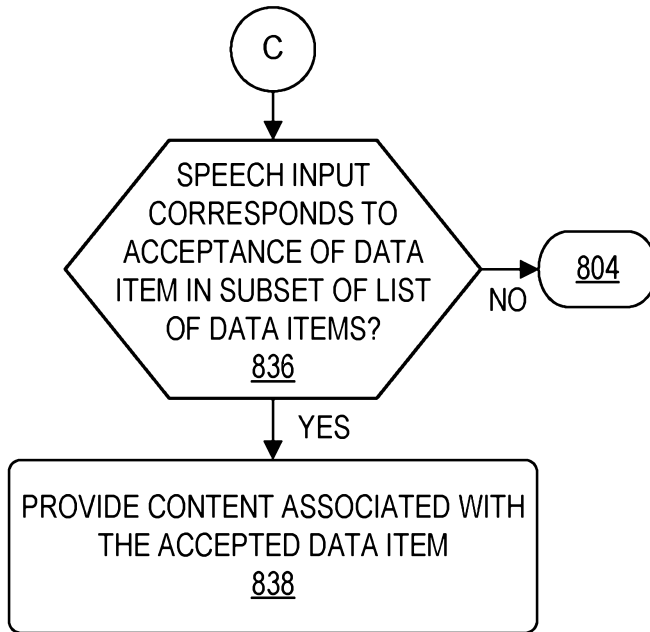 C
SPEECH INPUT
CORRESPONDS TO
ACCEPTANCE OF DATA
ITEM IN SUBSET OF LIST
OF DATA ITEMS?
836
804
NO
YES
PROVIDE CONTENT ASSOCIATED WITH
THE ACCEPTED DATA ITEM
838